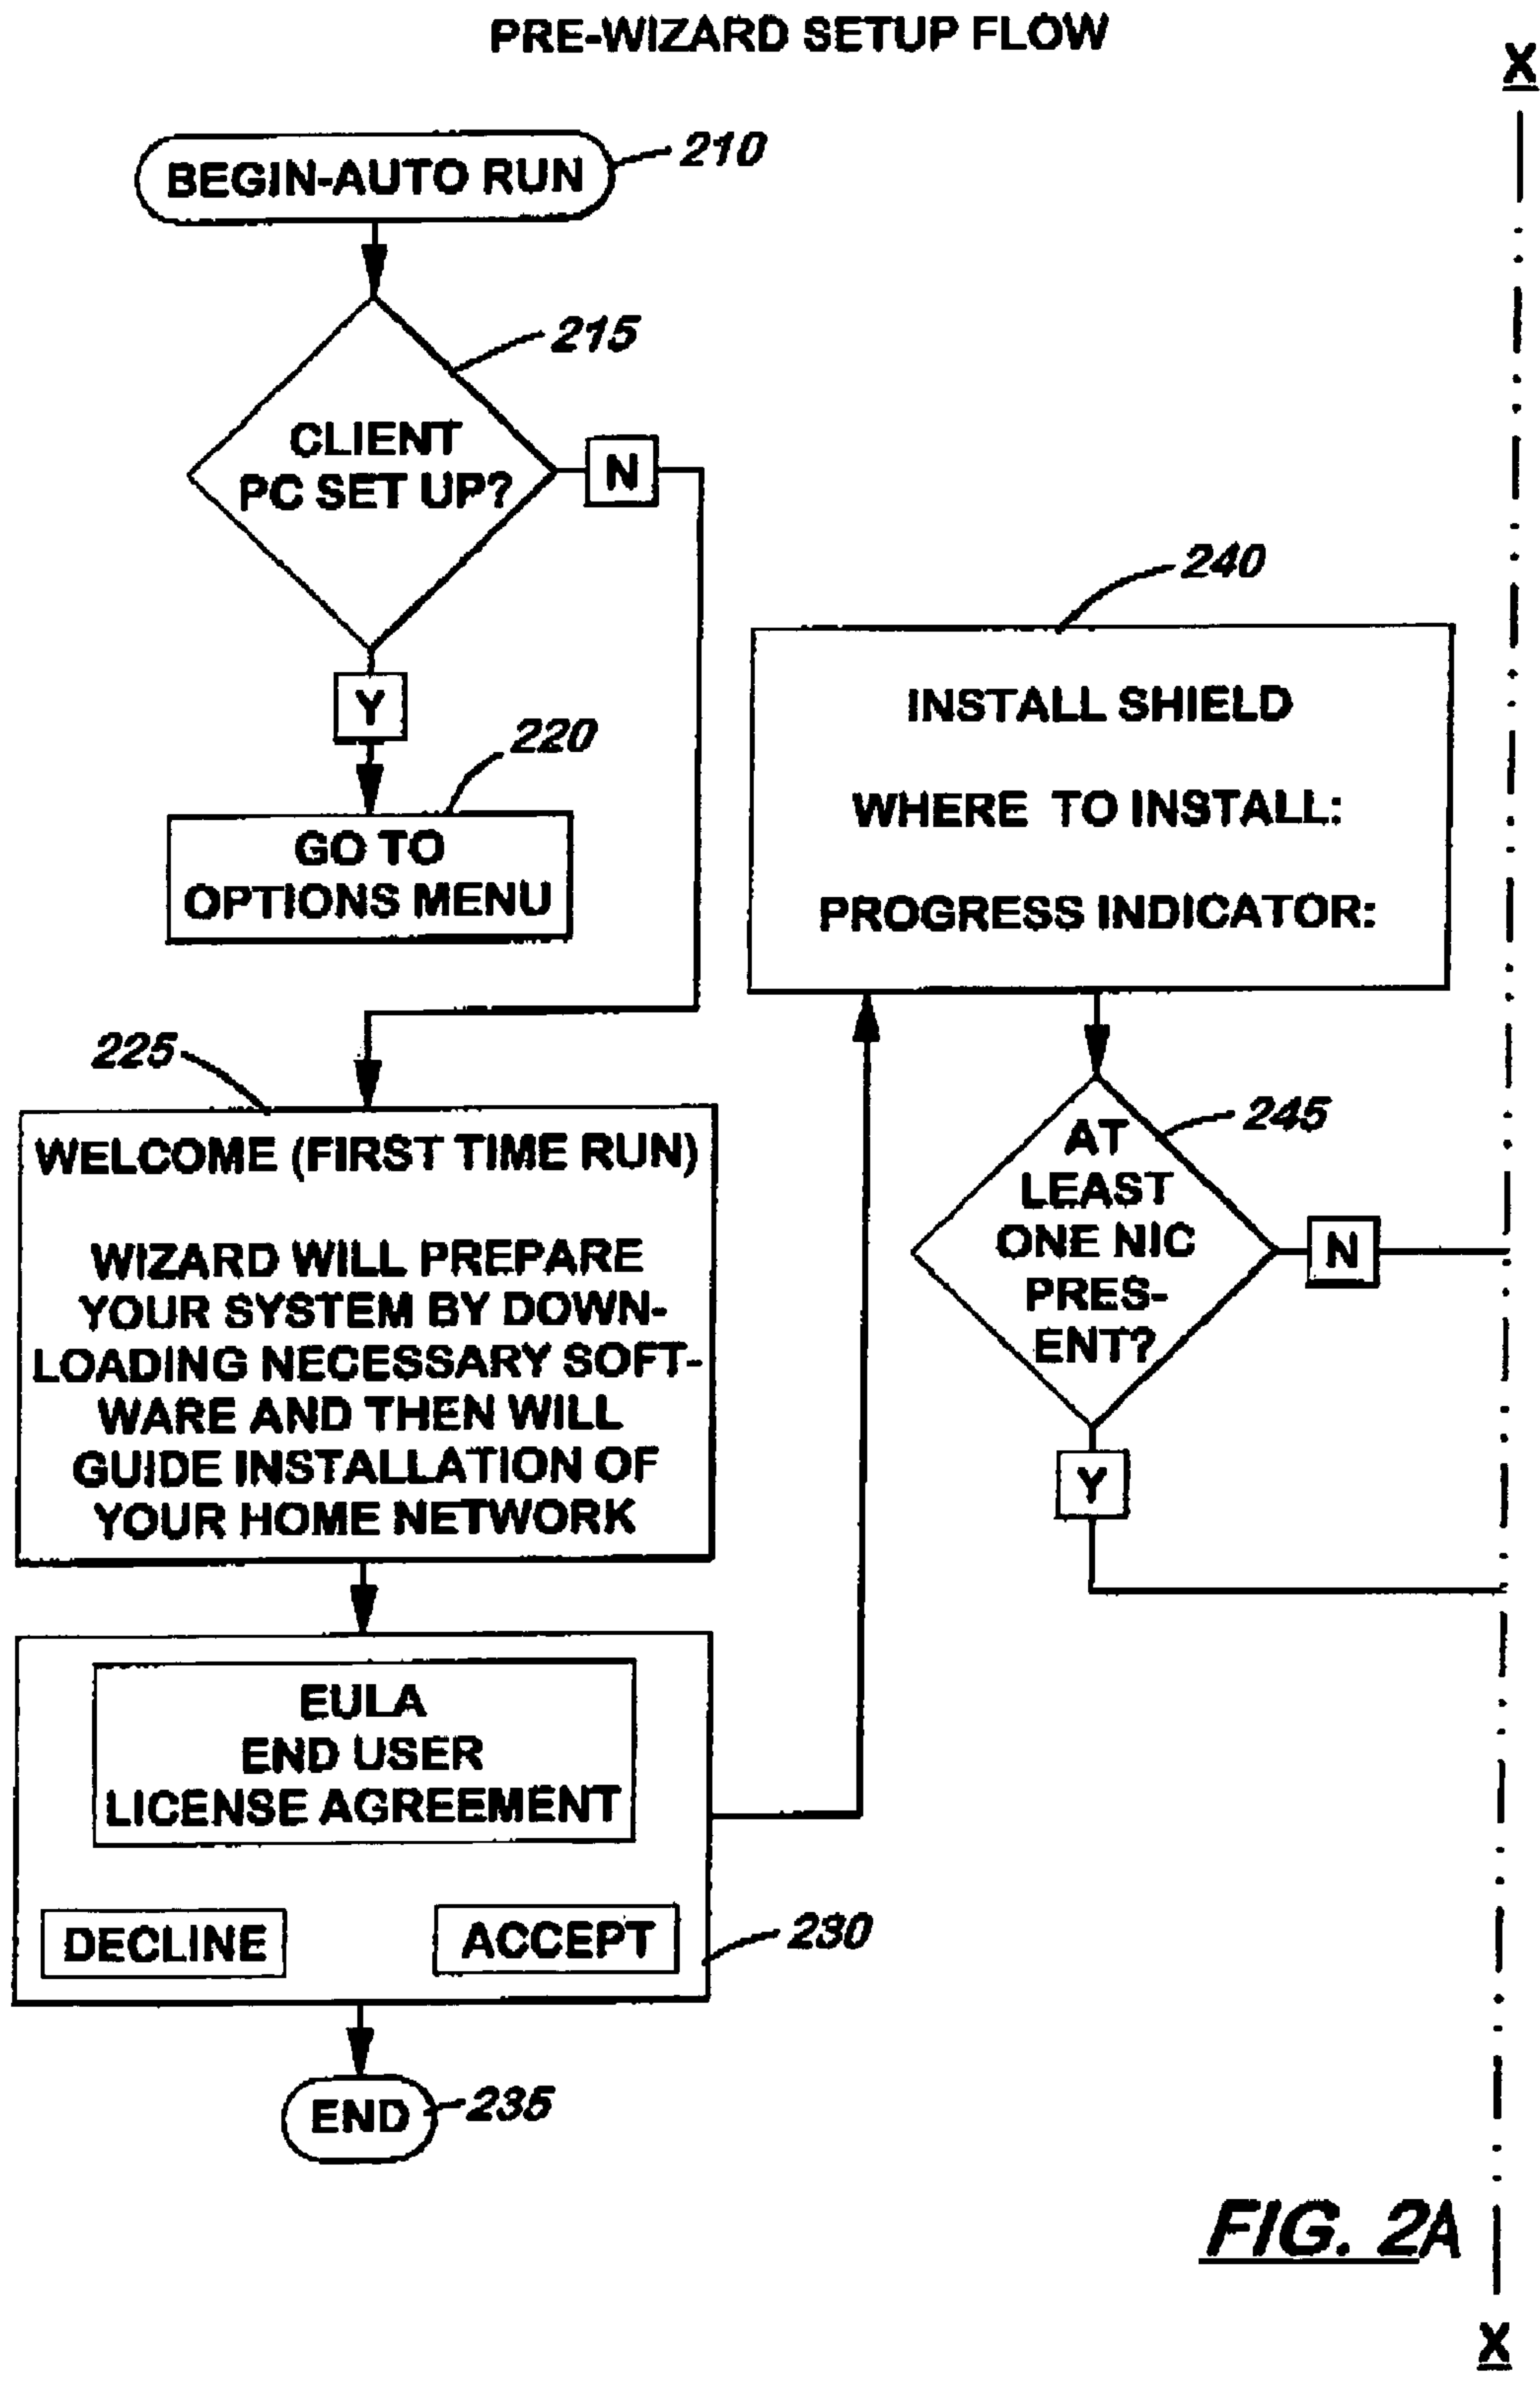 PRE-WIZARD SETUP FLOW
X
BEGIN-AUTO RUN
210
215
CLIENT
PC SET UP?
N
Y
220
GO TO
OPTIONS MENU
225
WELCOME (FIRST TIME RUN)
WIZARD WILL PREPARE
YOUR SYSTEM BY DOWN-
LOADING NECESSARY SOFT-
WARE AND THEN WILL
GUIDE INSTALLATION OF
YOUR HOME NETWORK
EULA
END USER
LICENSE AGREEMENT
DECLINE
ACCEPT
230
END
235
240
INSTALL SHIELD
WHERE TO INSTALL:
PROGRESS INDICATOR:
245
AT
LEAST
ONE NIC
PRES-
ENT?
N
Y
FIG. 2A
X